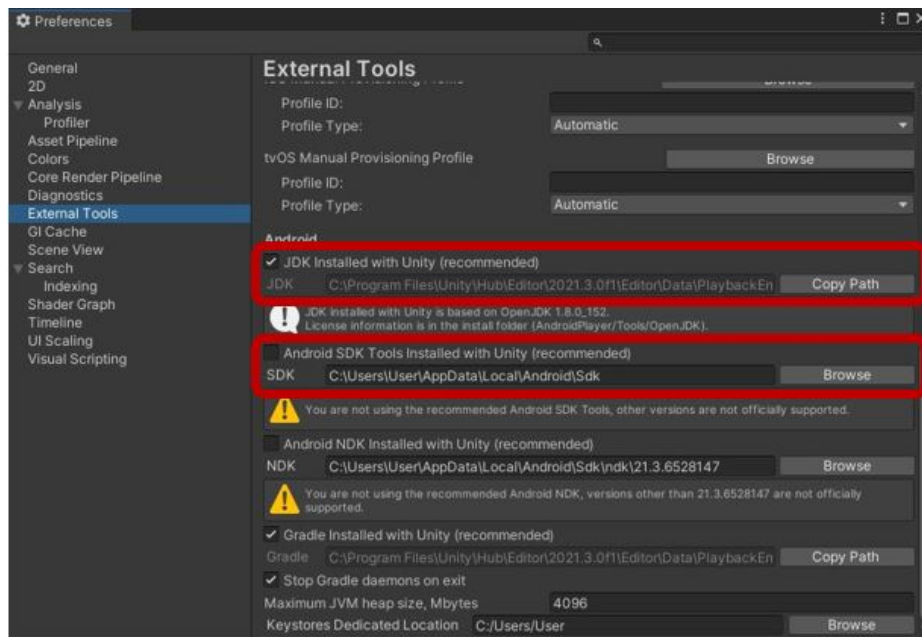 Preferences
External Tools
General
2D
Analysis
Profiler
Asset Pipeline
Colors
Core Render Pipeline
Diagnostics
External Tools
GI Cache
Scene View
Search
Indexing
Shader Graph
Timeline
UI Scaling
Visual Scripting
Browse
Profile ID:
Profile Type: Automatic
tvOS Manual Provisioning Profile Browse
Profile ID:
Profile Type: Automatic
Android
JDK Installed with Unity (recommended)
JDK C:\Program Files\Unity\Hub\Editor\2021.3.0f1\Editor\Data\PlaybackEn Copy Path
JDK installed with Unity is based on OpenJDK 1.8.0_152.
License information is in the install folder (AndroidPlayer/Tools/OpenJDK).
Android SDK Tools Installed with Unity (recommended)
SDK C:\Users\User\AppData\Local\Android\Sdk Browse
You are not using the recommended Android SDK Tools, other versions are not officially supported.
Android NDK Installed with Unity (recommended)
NDK C:\Users\User\AppData\Local\Android\Sdk\ndk\21.3.6528147 Browse
You are not using the recommended Android NDK, versions other than 21.3.6528147 are not officially
supported.
Gradle Installed with Unity (recommended)
Gradle C:\Program Files\Unity\Hub\Editor\2021.3.0f1\Editor\Data\PlaybackEn Copy Path
Stop Gradle daemons on exit
Maximum JVM heap size, Mbytes 4096
Keystores Dedicated Location C:/Users/User Browse